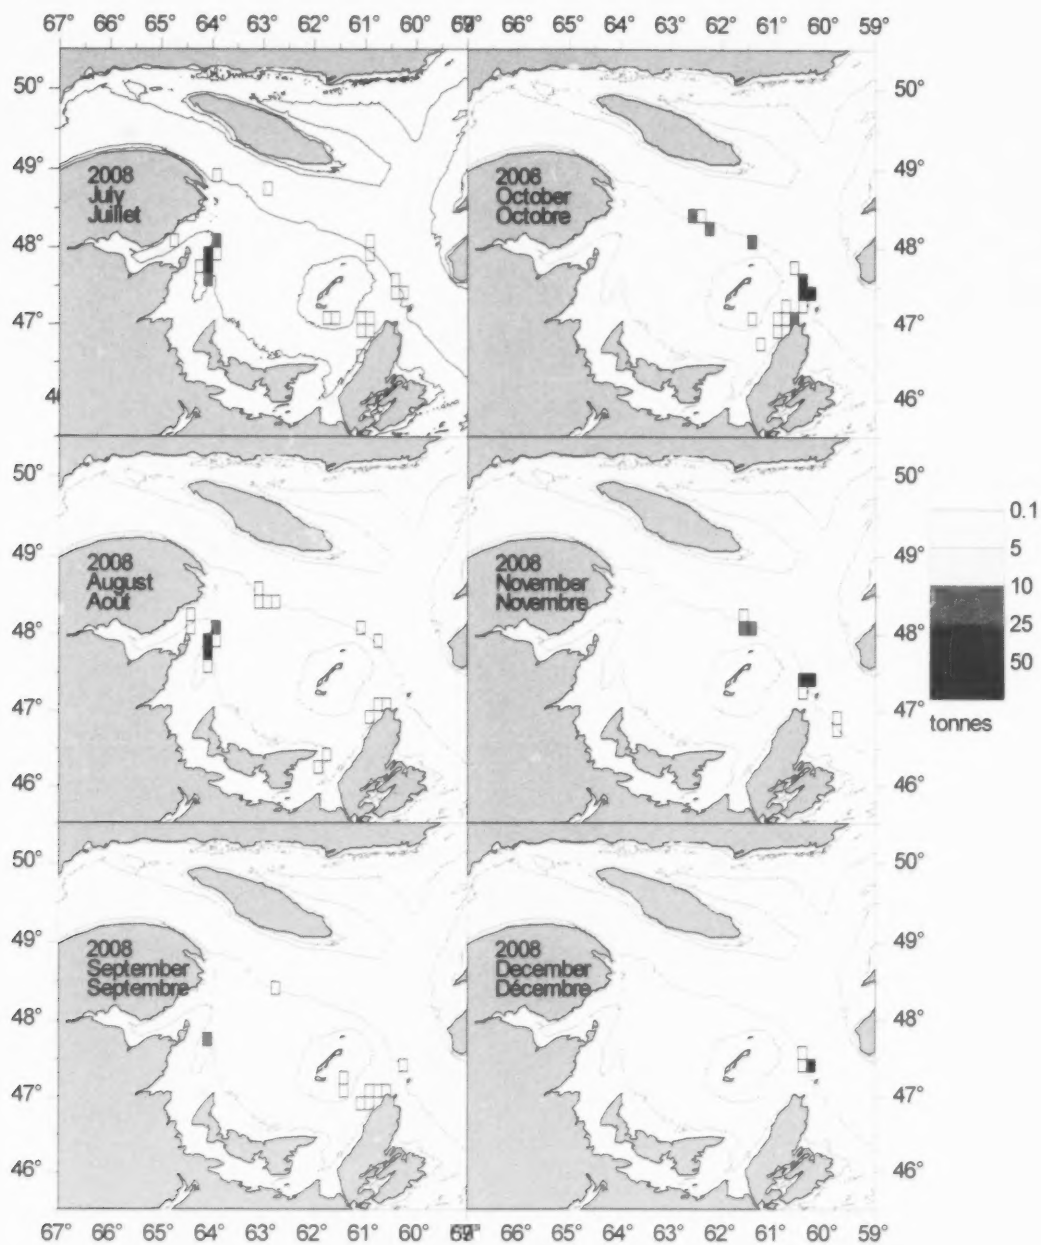 66° 65° 64° 63° 62° 61° 60° 66° 65° 64° 63° 62° 61° 60° 59°
50° 50°
49° 49°
2008 2008
July October
Juillet Octobre
48° 48°
47° 47°
46°
50° 50°
0.1
49° 49°
5
2008 2008
August November
Août Novembre
10
48° 48°
25
50
47° 47°
tonnes
46° 46°
50° 50°
49° 49°
2008 2008
September December
Septembre Décembre
48° 48°
47° 47°
46° 46°
67° 66° 65° 64° 63° 62° 61° 60° 66° 65° 64° 63° 62° 61° 60° 59°